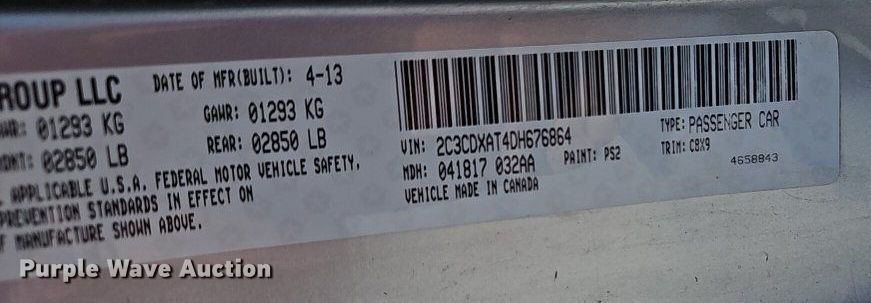 ROUP LLC DATE OF MFR(BUILT): 4-13
01293 KG GAWR: 01293 KG
02850 LB REAR: 02850 LB
APPLICABLE U.S.A. FEDERAL MOTOR VEHICLE SAFETY,
PREVENTION STANDARDS IN EFFECT ON
MANUFACTURE SHOWN ABOVE.
VIN: 2C3CDXAT4DH676864 TYPE: PASSENGER CAR
MDH: 041817 032AA PAINT: PS2 TRIM: C8X9
VEHICLE MADE IN CANADA 4658843
Purple Wave Auction